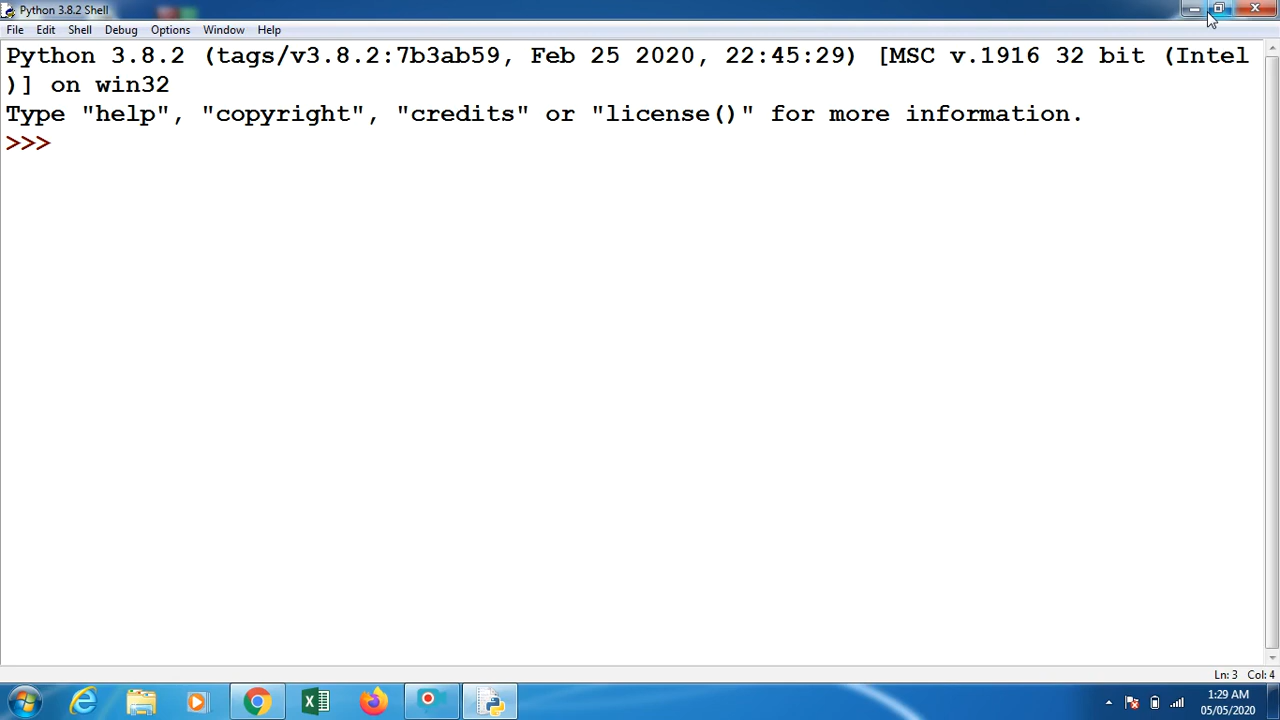 Python 3.8.2 Shell
File Edit Shell Debug Options Window Help
Python 3.8.2 (tags/v3.8.2:7b3ab59, Feb 25 2020, 22:45:29) [MSC v.1916 32 bit (Intel
)] on win32
Type "help", "copyright", "credits" or "license()" for more information.
>>>
Ln: 3 Col: 4
1:29 AM
05/05/2020